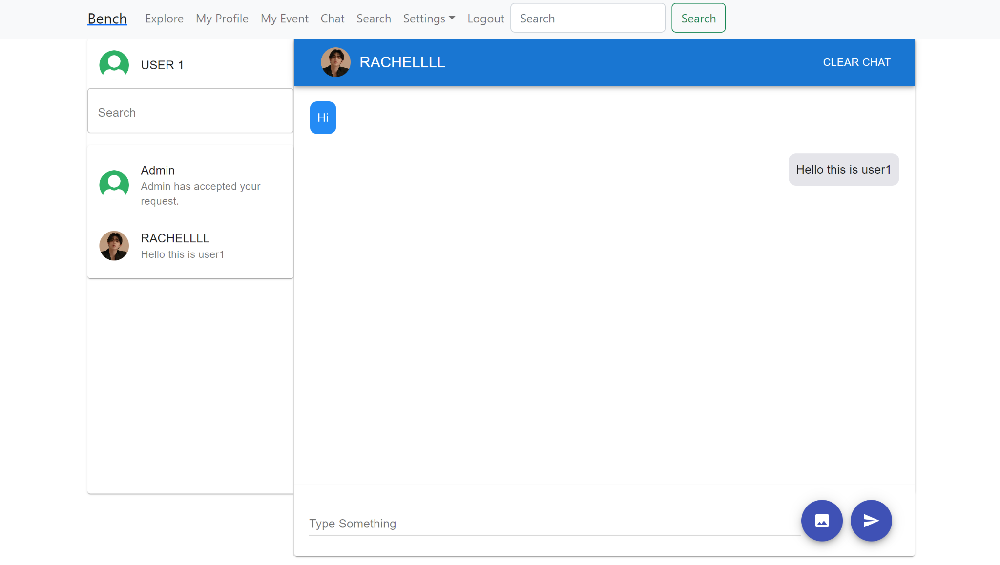 Bench Explore My Profile My Event Chat Search Settings Logout Search Search
USER 1
Search
Admin
Admin has accepted your
request.
RACHELLLL
Hello this is user1
RACHELLLL CLEAR CHAT
Hi
Hello this is user1
Type Something